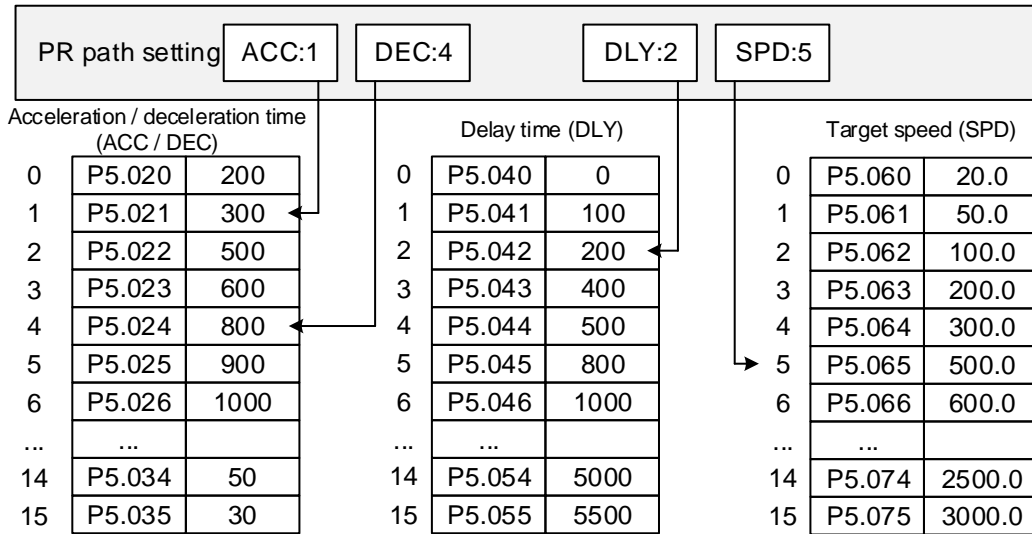 PR path setting ACC:1 DEC:4 DLY:2 SPD:5
Acceleration / deceleration time
(ACC / DEC)
0 P5.020 200
1 P5.021 300
2 P5.022 500
3 P5.023 600
4 P5.024 800
5 P5.025 900
6 P5.026 1000
... ...
14 P5.034 50
15 P5.035 30
Delay time (DLY)
0 P5.040 0
1 P5.041 100
2 P5.042 200
3 P5.043 400
4 P5.044 500
5 P5.045 800
6 P5.046 1000
... ...
14 P5.054 5000
15 P5.055 5500
Target speed (SPD)
0 P5.060 20.0
1 P5.061 50.0
2 P5.062 100.0
3 P5.063 200.0
4 P5.064 300.0
5 P5.065 500.0
6 P5.066 600.0
... ...
14 P5.074 2500.0
15 P5.075 3000.0